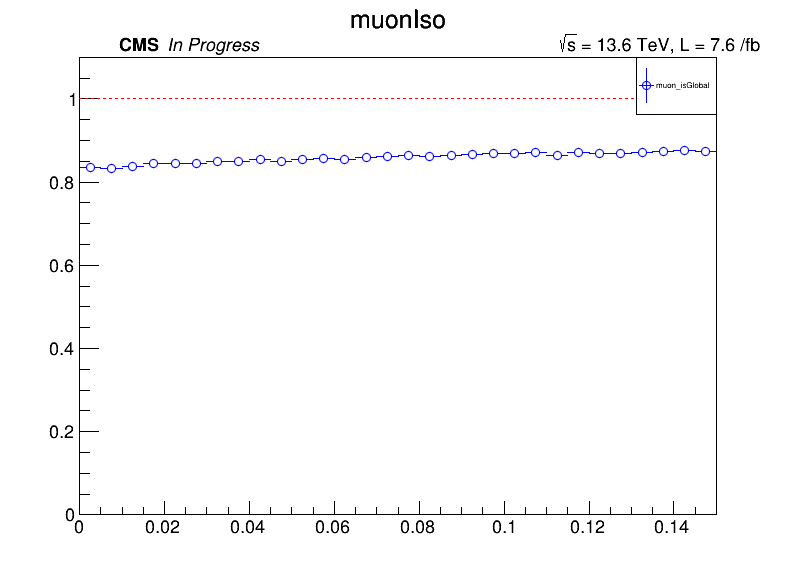 muonIso
CMS In Progress
√s = 13.6 TeV, L = 7.6 /fb
muon_isGlobal
1
0.8
0.6
0.4
0.2
0
0 0.02 0.04 0.06 0.08 0.1 0.12 0.14